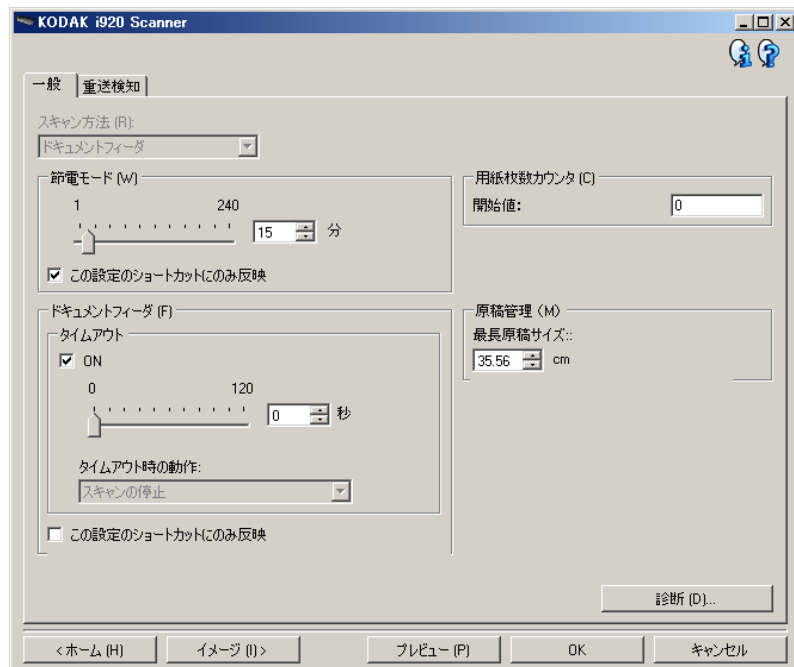 KODAK i920 Scanner
一般
重送検知
スキャン方法 (R):
ドキュメントフィーダ
節電モード (W)
1 240
15 分
この設定のショートカットにのみ反映
用紙枚数カウンタ (C)
開始値: 0
ドキュメントフィーダ (F)
タイムアウト
ON
0 120
0 秒
タイムアウト時の動作:
スキャンの停止
この設定のショートカットにのみ反映
原稿管理（M）
最長原稿サイズ::
35.56 cm
診断 (D)...
<ホーム (H)
イメージ (I)>
プレビュー (P)
OK
キャンセル